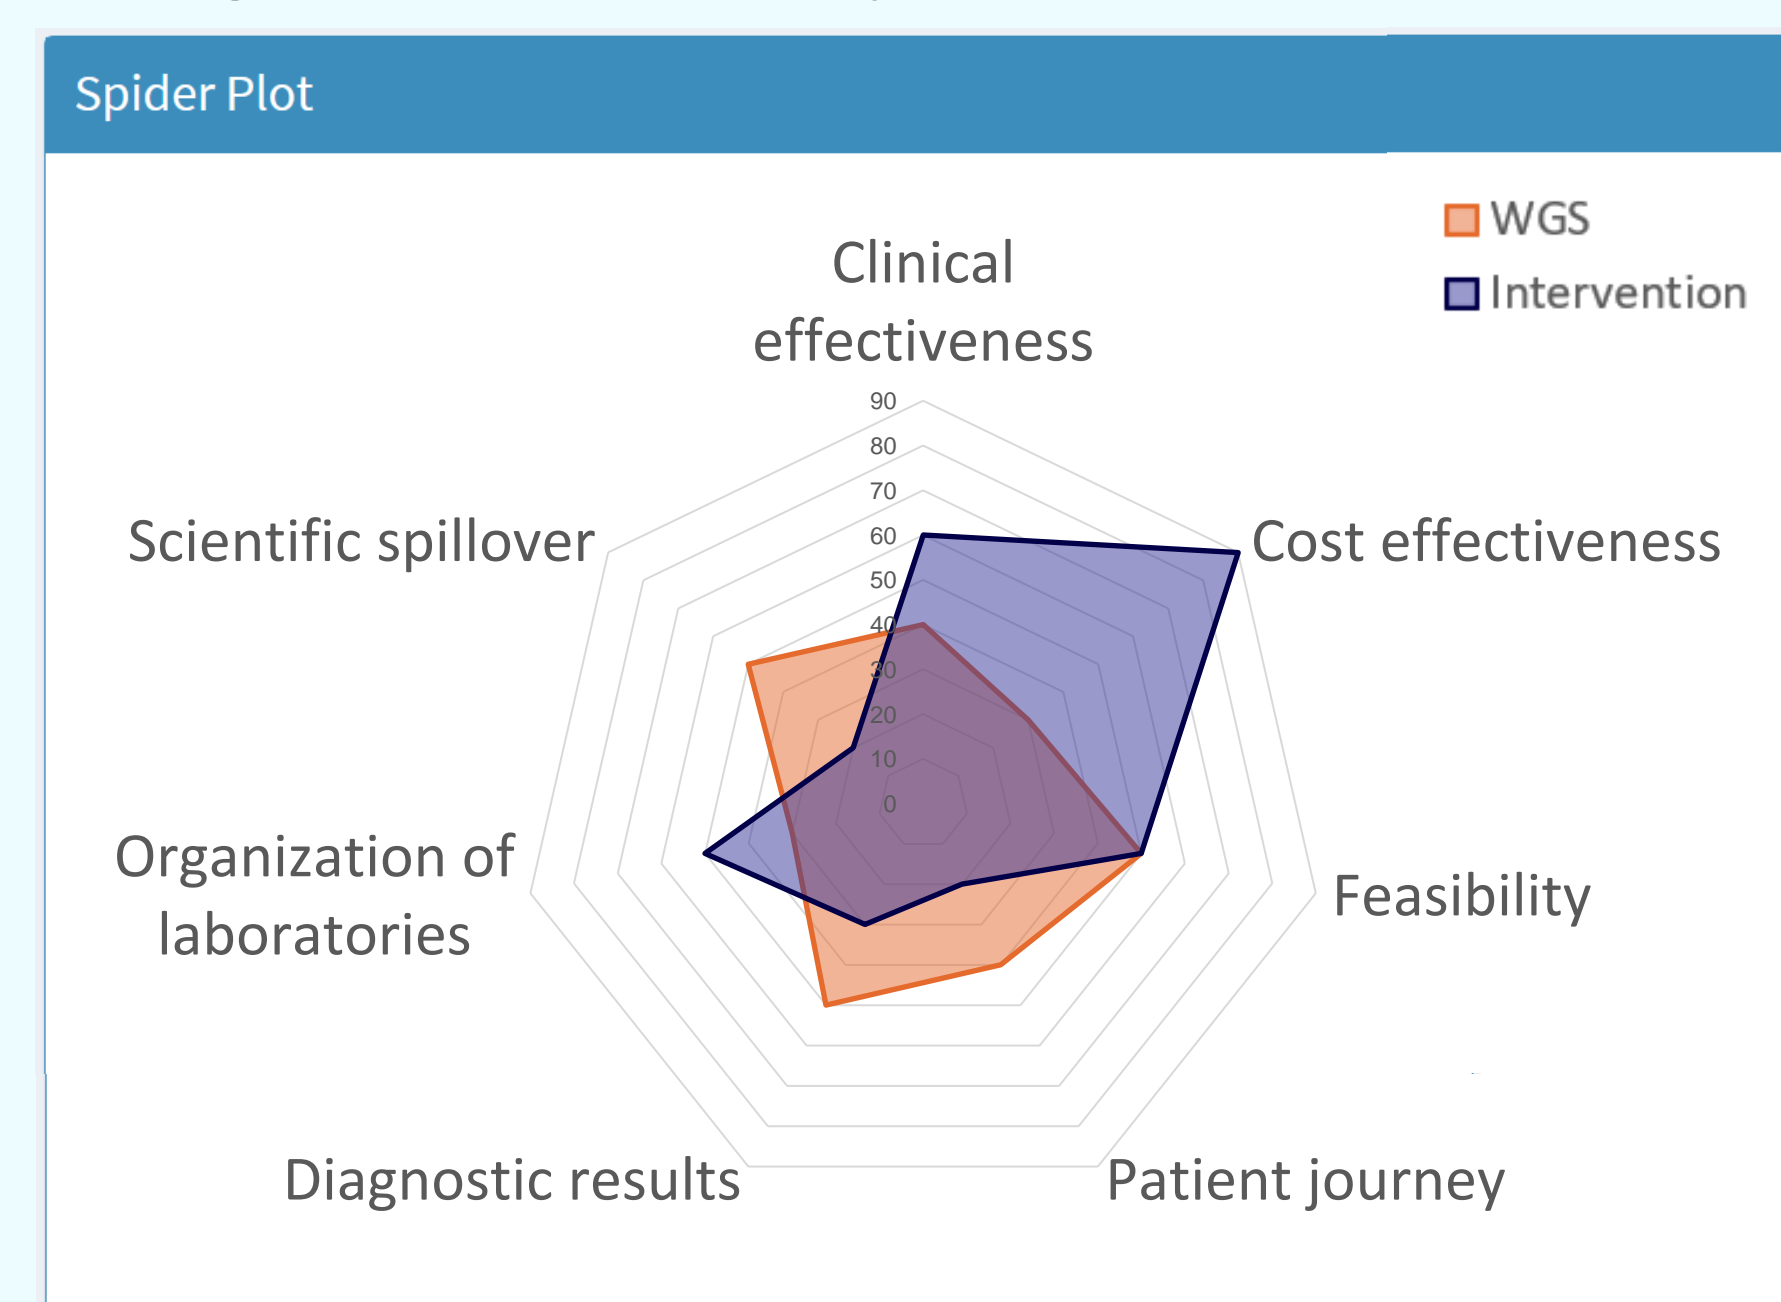 Spider Plot
WGS
Intervention
Clinical
effectiveness
90
80
70
60
50
40
30
20
10
0
Scientific spillover
Cost effectiveness
Organization of
laboratories
Feasibility
Diagnostic results
Patient journey